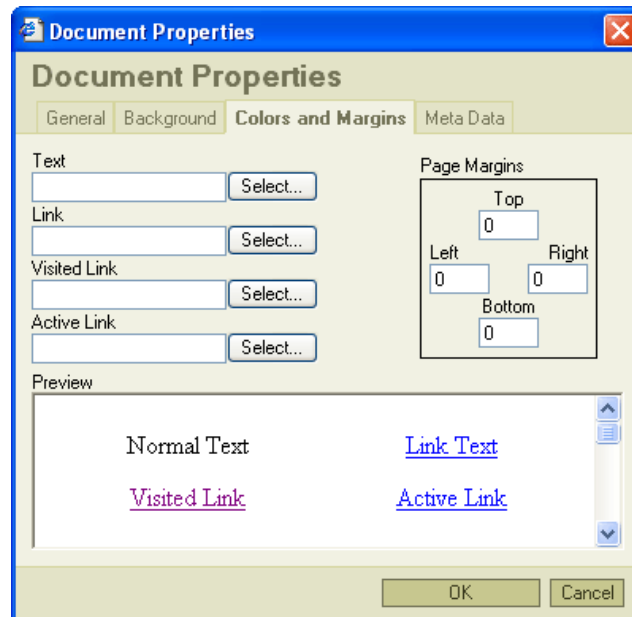 Document Properties
Document Properties
General Background Colors and Margins Meta Data
Text
Select...
Link
Select...
Visited Link
Select...
Active Link
Select...
Page Margins
Top
0
Left Right
0 0
Bottom
0
Preview
Normal Text Link Text
Visited Link Active Link
OK Cancel